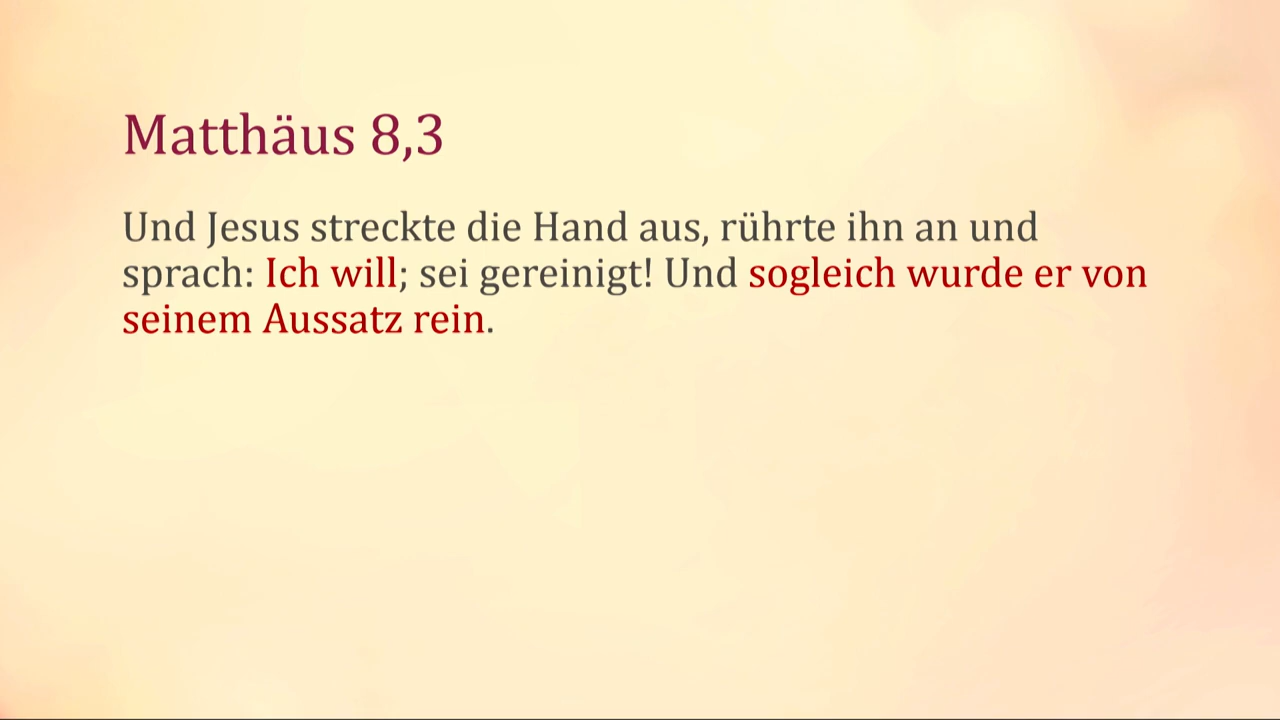 Matthäus 8,3
Und Jesus streckte die Hand aus, rührte ihn an und
sprach: Ich will; sei gereinigt! Und sogleich wurde er von
seinem Aussatz rein.